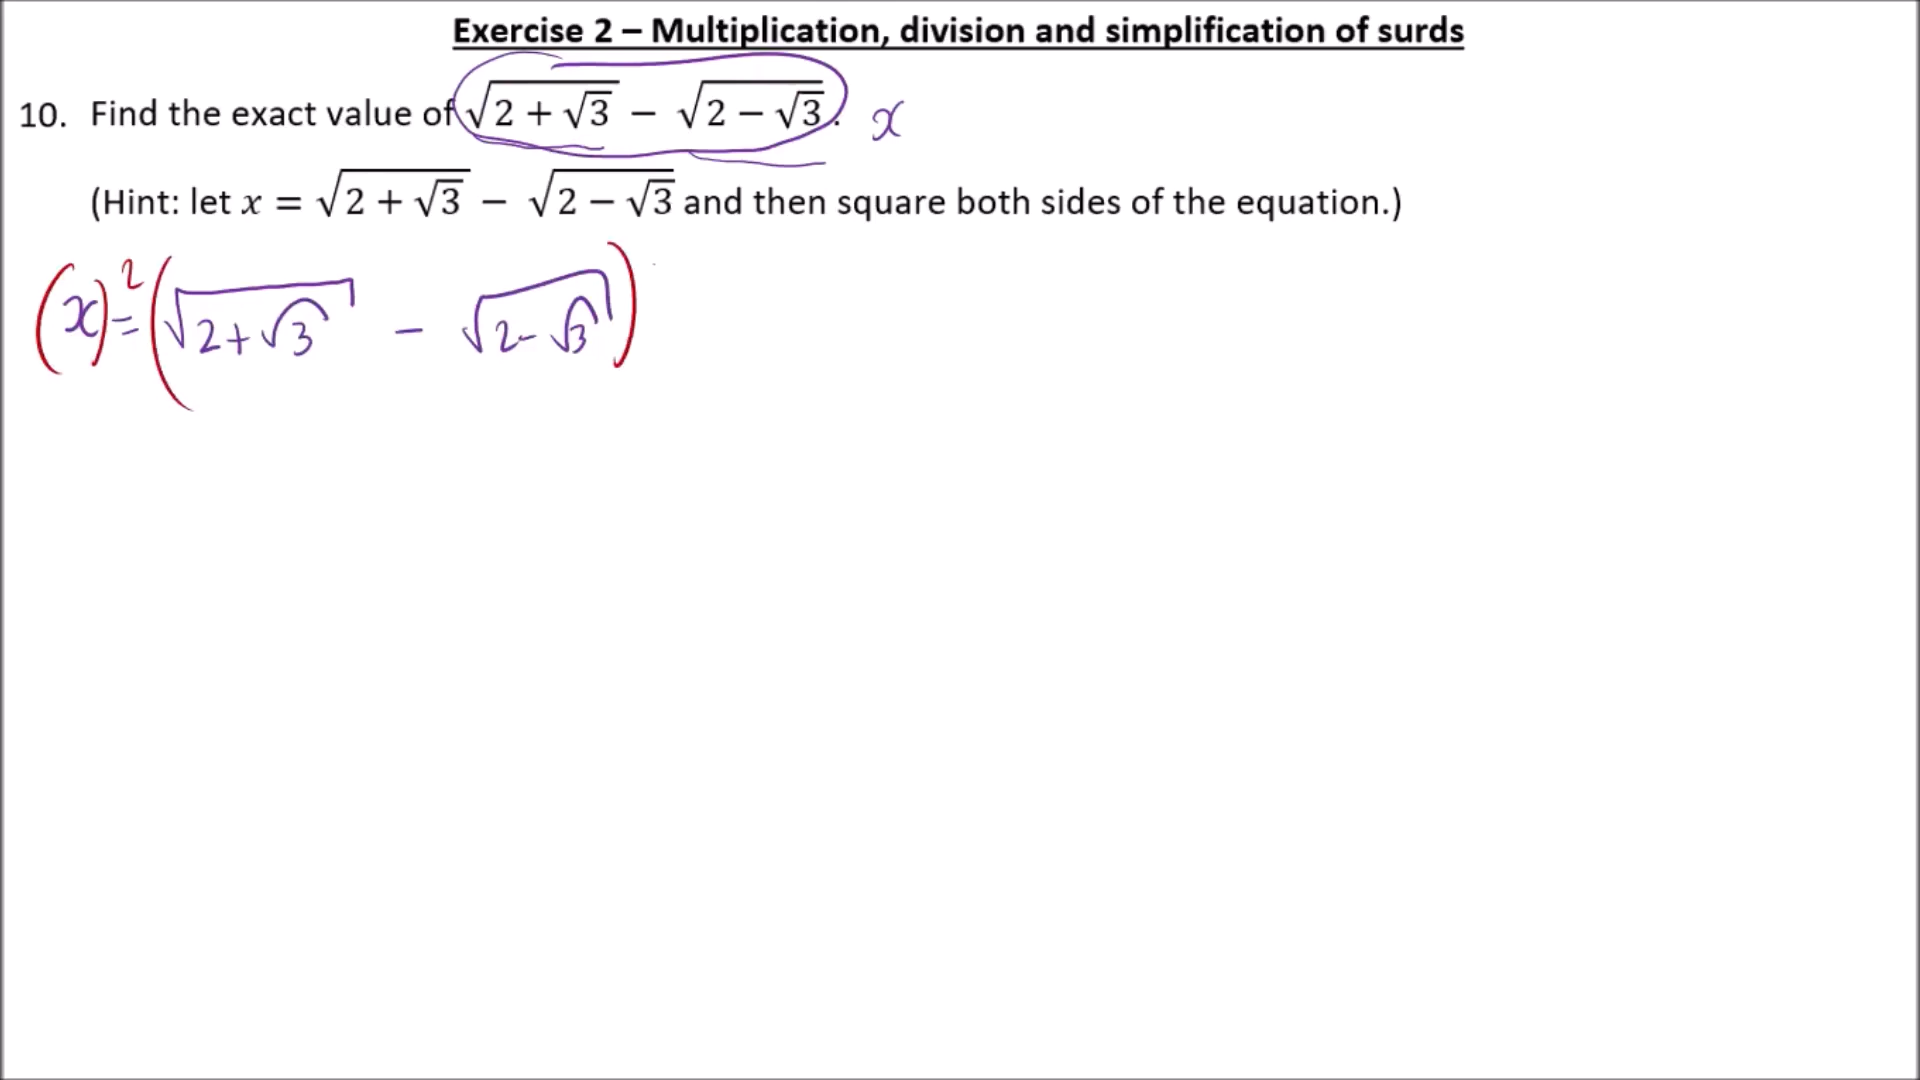 Exercise 2 – Multiplication, division and simplification of surds
10. Find the exact value of √(2 + √3) − √(2 − √3). x
(Hint: let x = √(2 + √3) − √(2 − √3) and then square both sides of the equation.)
(x)² = (√(2+√3) − √(2−√3))